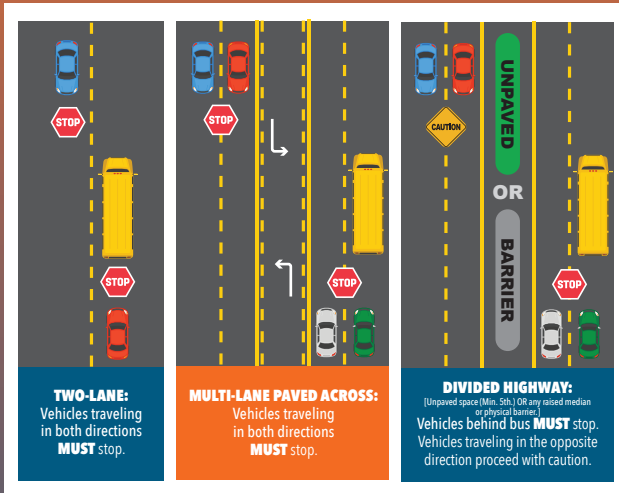 STOP
STOP
TWO-LANE:
Vehicles traveling
in both directions
MUST stop.
STOP
STOP
MULTI-LANE PAVED ACROSS:
Vehicles traveling
in both directions
MUST stop.
CAUTION
UNPAVED
OR
BARRIER
STOP
DIVIDED HIGHWAY:
[Unpaved space (Min. 5th.) OR any raised median
or physical barrier.]
Vehicles behind bus MUST stop.
Vehicles traveling in the opposite
direction proceed with caution.